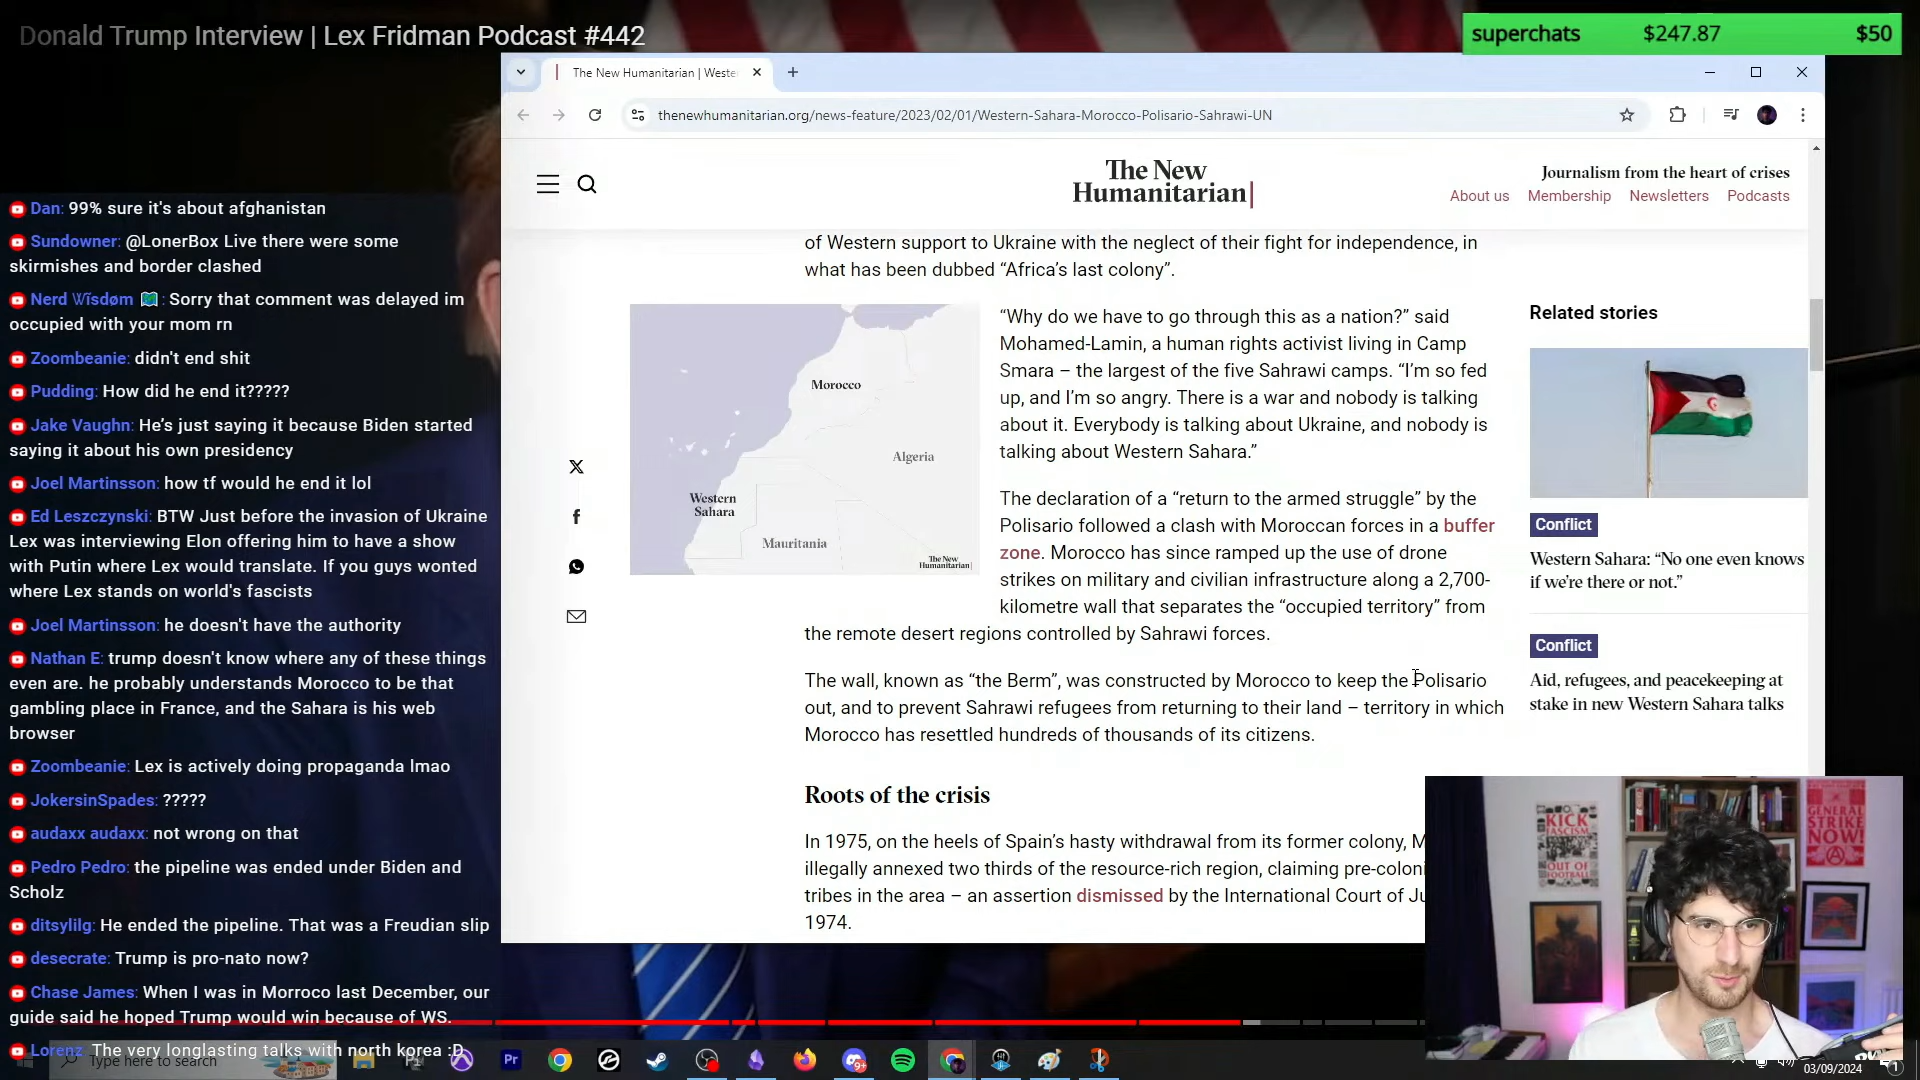 Donald Trump Interview | Lex Fridman Podcast #442
superchats $247.87 $50
The New Humanitarian | Weste
thenewhumanitarian.org/news-feature/2023/02/01/Western-Sahara-Morocco-Polisario-Sahrawi-UN
The New
Humanitarian
Journalism from the heart of crises
About us Membership Newsletters Podcasts
Dan: 99% sure it's about afghanistan
Sundowner: @LonerBox Live there were some
skirmishes and border clashed
Nerd Wïsdøm: Sorry that comment was delayed im
occupied with your mom rn
Zoombeanie: didn't end shit
Pudding: How did he end it?????
Jake Vaughn: He's just saying it because Biden started
saying it about his own presidency
Joel Martinsson: how tf would he end it lol
Ed Leszczynski: BTW Just before the invasion of Ukraine
Lex was interviewing Elon offering him to have a show
with Putin where Lex would translate. If you guys wonted
where Lex stands on world's fascists
Joel Martinsson: he doesn't have the authority
Nathan E: trump doesn't know where any of these things
even are. he probably understands Morocco to be that
gambling place in France, and the Sahara is his web
browser
Zoombeanie: Lex is actively doing propaganda lmao
JokersinSpades: ?????
audaxx audaxx: not wrong on that
Pedro Pedro: the pipeline was ended under Biden and
Scholz
ditsylilg: He ended the pipeline. That was a Freudian slip
desecrate: Trump is pro-nato now?
Chase James: When I was in Morroco last December, our
guide said he hoped Trump would win because of WS.
Lorenz: The very longlasting talks with north korea :D
of Western support to Ukraine with the neglect of their fight for independence, in
what has been dubbed “Africa's last colony”.
Morocco
Algeria
Western
Sahara
Mauritania
The New
Humanitarian
“Why do we have to go through this as a nation?” said
Mohamed-Lamin, a human rights activist living in Camp
Smara – the largest of the five Sahrawi camps. “I'm so fed
up, and I'm so angry. There is a war and nobody is talking
about it. Everybody is talking about Ukraine, and nobody is
talking about Western Sahara.”
The declaration of a “return to the armed struggle” by the
Polisario followed a clash with Moroccan forces in a buffer
zone. Morocco has since ramped up the use of drone
strikes on military and civilian infrastructure along a 2,700-
kilometre wall that separates the “occupied territory” from
the remote desert regions controlled by Sahrawi forces.
The wall, known as “the Berm”, was constructed by Morocco to keep the Polisario
out, and to prevent Sahrawi refugees from returning to their land – territory in which
Morocco has resettled hundreds of thousands of its citizens.
Roots of the crisis
In 1975, on the heels of Spain's hasty withdrawal from its former colony, M
illegally annexed two thirds of the resource-rich region, claiming pre-coloni
tribes in the area – an assertion dismissed by the International Court of Ju
1974.
Related stories
Conflict
Western Sahara: “No one even knows
if we're there or not.”
Conflict
Aid, refugees, and peacekeeping at
stake in new Western Sahara talks
KICK
FASCISM
OUT OF
FOOTBALL
GENERAL
STRIKE
NOW!
Type here to search
Pr
9+
03/09/2024
1